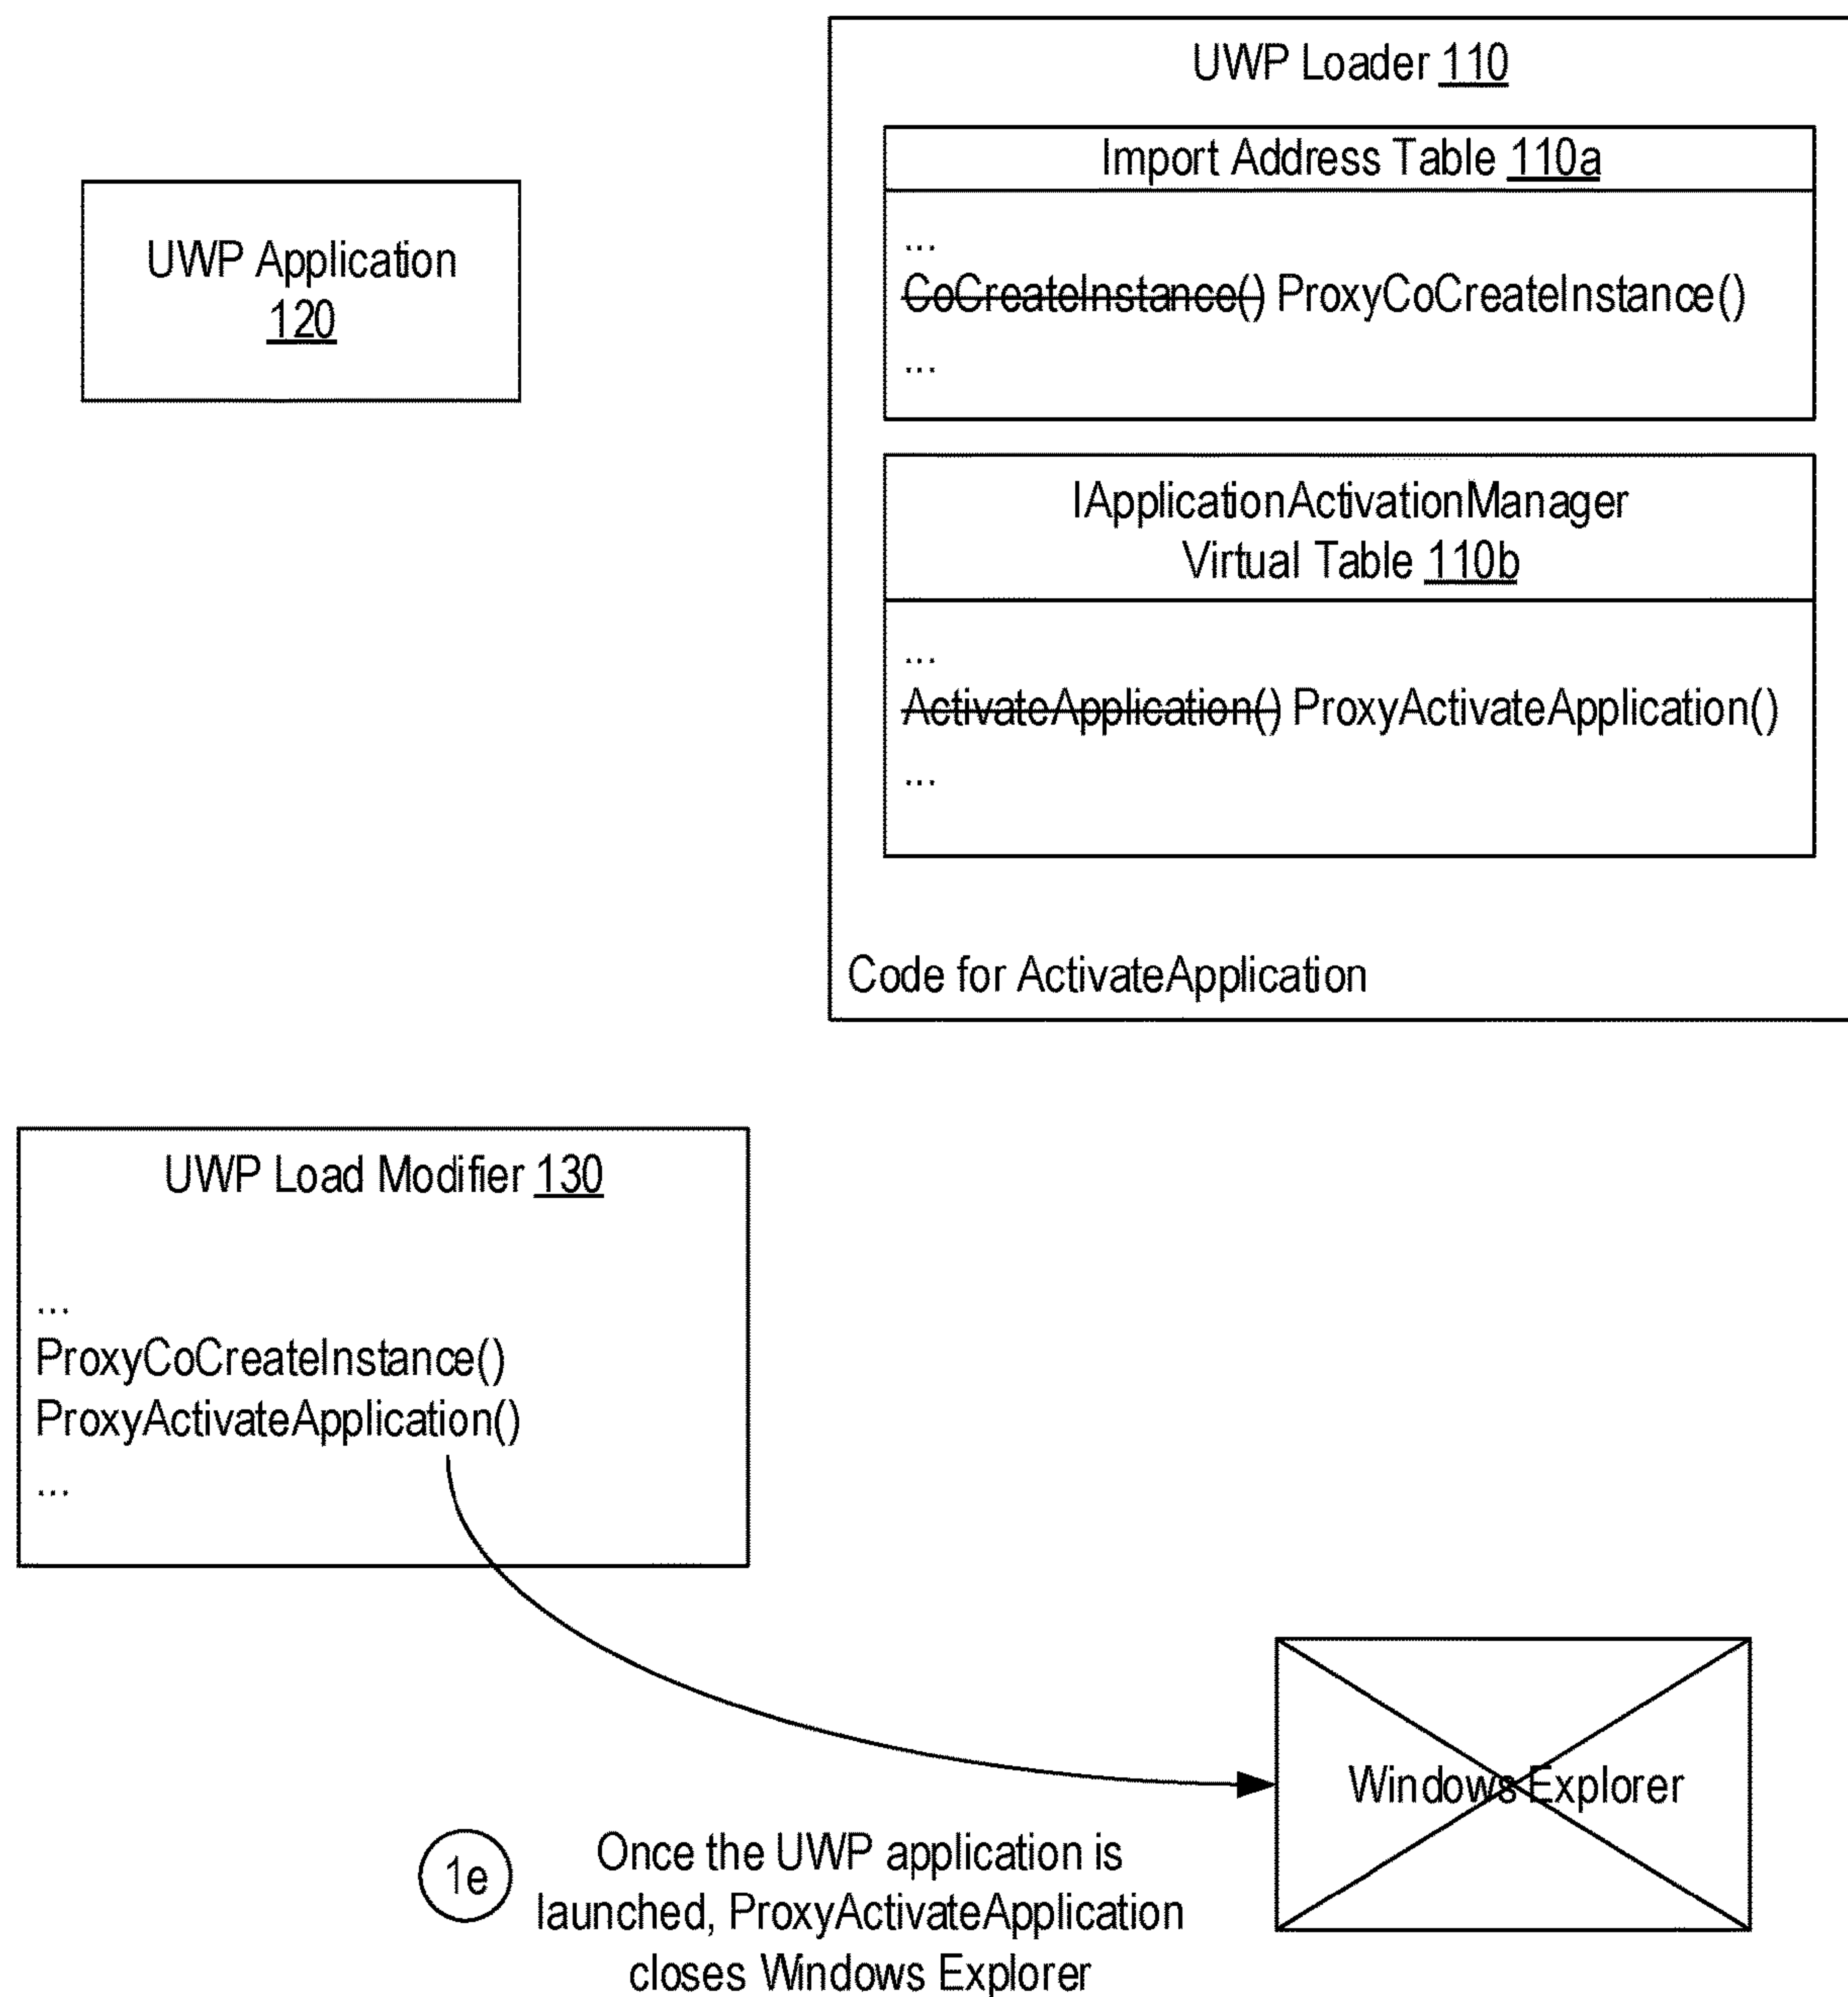 UWP Loader 110
Import Address Table 110a
...
CoCreateInstance() ProxyCoCreateInstance()
...
UWP Application
120
IApplicationActivationManager
Virtual Table 110b
...
ActivateApplication() ProxyActivateApplication()
...
Code for ActivateApplication
UWP Load Modifier 130
...
ProxyCoCreateInstance()
ProxyActivateApplication()
...
Windows Explorer
1e
Once the UWP application is
launched, ProxyActivateApplication
closes Windows Explorer